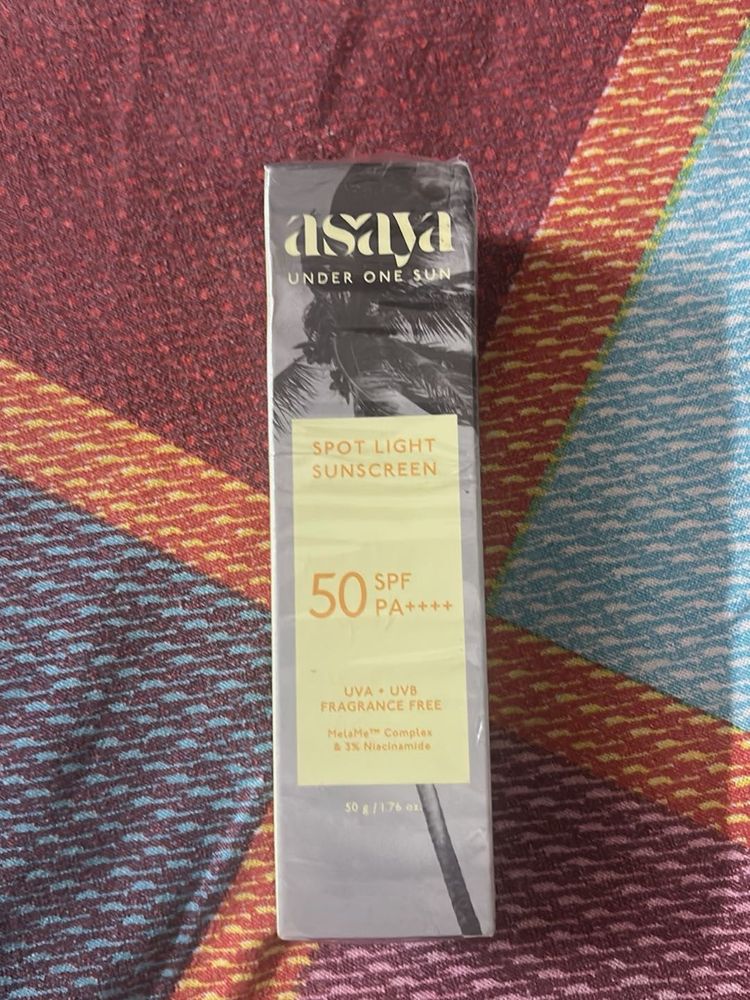 asaya
UNDER ONE SUN
SPOT LIGHT
SUNSCREEN
50 SPF
PA++++
UVA • UVB
FRAGRANCE FREE
MelaMe™ Complex
& 3% Niacinamide
50 g / 1.76 oz.